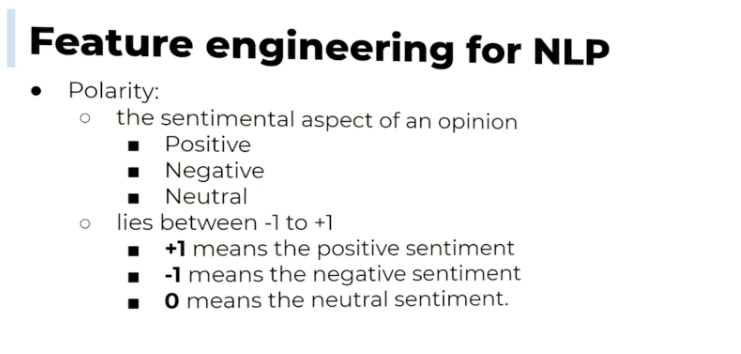 Feature engineering for NLP
● Polarity:
○ the sentimental aspect of an opinion
■ Positive
■ Negative
■ Neutral
○ lies between -1 to +1
■ +1 means the positive sentiment
■ -1 means the negative sentiment
■ 0 means the neutral sentiment.